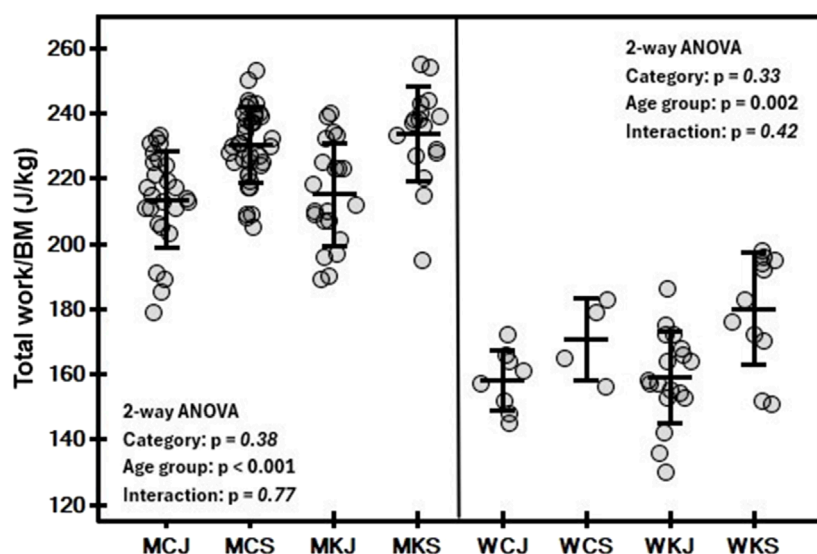 Total work/BM (J/kg)
260
240
220
200
180
160
140
120
2-way ANOVA
Category: p = 0.38
Age group: p < 0.001
Interaction: p = 0.77
2-way ANOVA
Category: p = 0.33
Age group: p = 0.002
Interaction: p = 0.42
MCJ MCS MKJ MKS WCJ WCS WKJ WKS